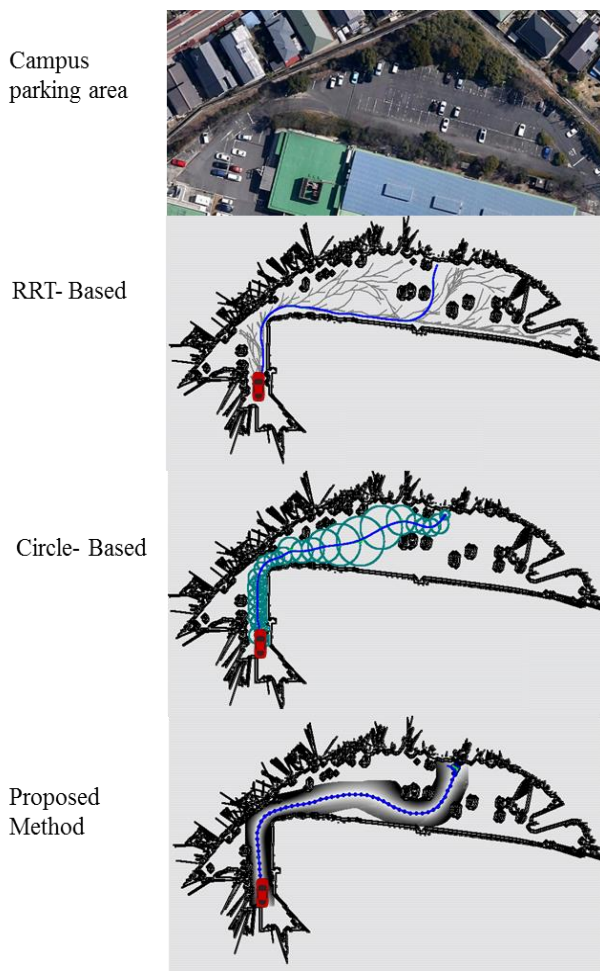 Campus
parking area
RRT- Based
Circle- Based
Proposed
Method